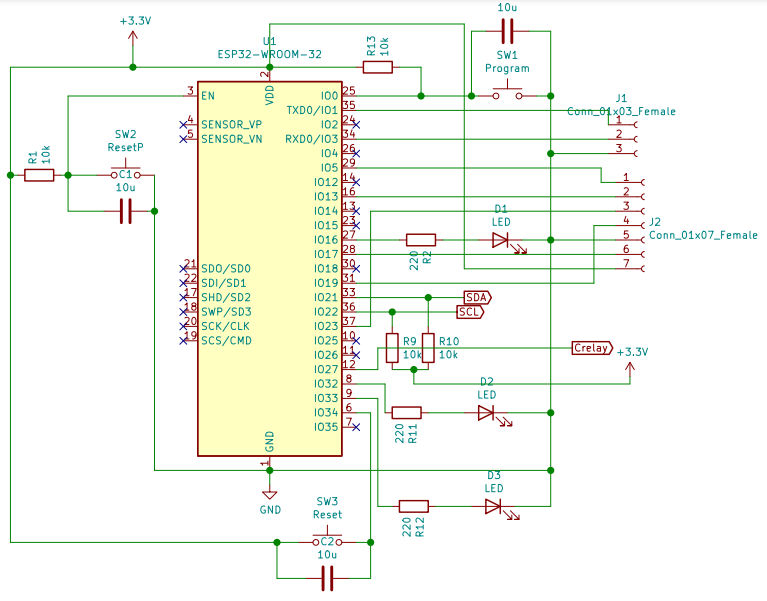 10u
+3.3V
U1
ESP32-WROOM-32
R13
10k
SW1
Program
J1
Conn_01x03_Female
1
2
3
2
VDD
3 EN
4 SENSOR_VP
5 SENSOR_VN
21 SDO/SD0
22 SDI/SD1
17 SHD/SD2
18 SWP/SD3
20 SCK/CLK
19 SCS/CMD
IO0 25
TXD0/IO1 35
IO2 24
RXD0/IO3 34
IO4 26
IO5 29
IO12 14
IO13 16
IO14 13
IO15 23
IO16 27
IO17 28
IO18 30
IO19 31
IO21 33
IO22 36
IO23 37
IO25 10
IO26 11
IO27 12
IO32 8
IO33 9
IO34 6
IO35 7
GND
1
GND
SW2
ResetP
R1
10k
C1
10u
1
2
3
4
5
6
7
J2
Conn_01x07_Female
D1
LED
220
R2
SDA
SCL
R9
10k
R10
10k
Crelay
+3.3V
D2
LED
220
R11
D3
LED
220
R12
SW3
Reset
C2
10u